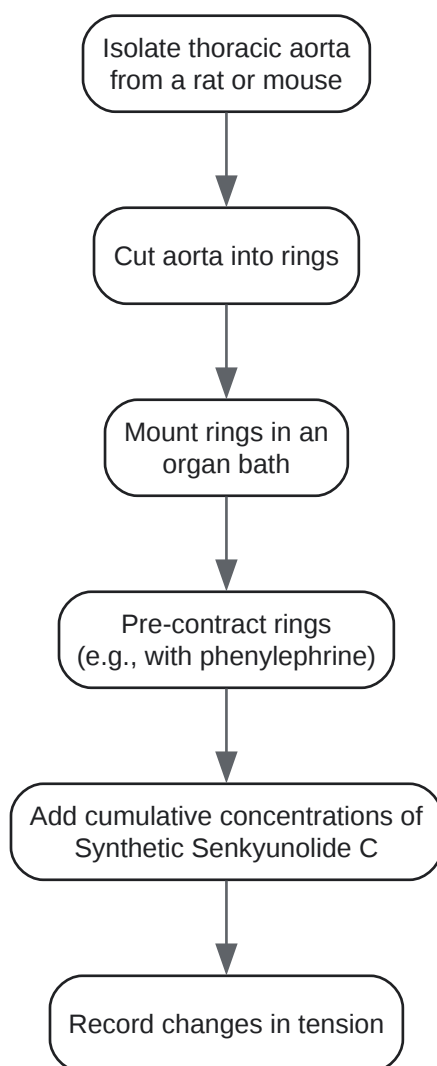 Isolate thoracic aorta
from a rat or mouse
Cut aorta into rings
Mount rings in an
organ bath
Pre-contract rings
(e.g., with phenylephrine)
Add cumulative concentrations of
Synthetic Senkyunolide C
Record changes in tension